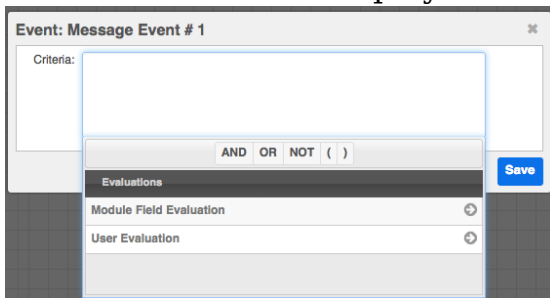 Event: Message Event # 1
Criteria:
AND OR NOT ( )
Save
Evaluations
Module Field Evaluation
User Evaluation